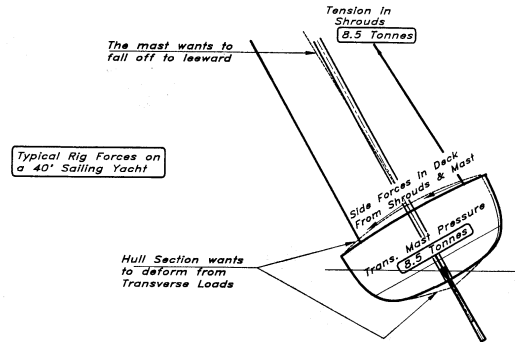 Tension in
Shrouds
8.5 Tonnes
The mast wants to
fall off to leeward
Typical Rig Forces on
a 40' Sailing Yacht
Side Forces in Deck
From Shrouds & Mast
Trans. Mast Pressure
8.5 Tonnes
Hull Section wants
to deform from
Transverse Loads